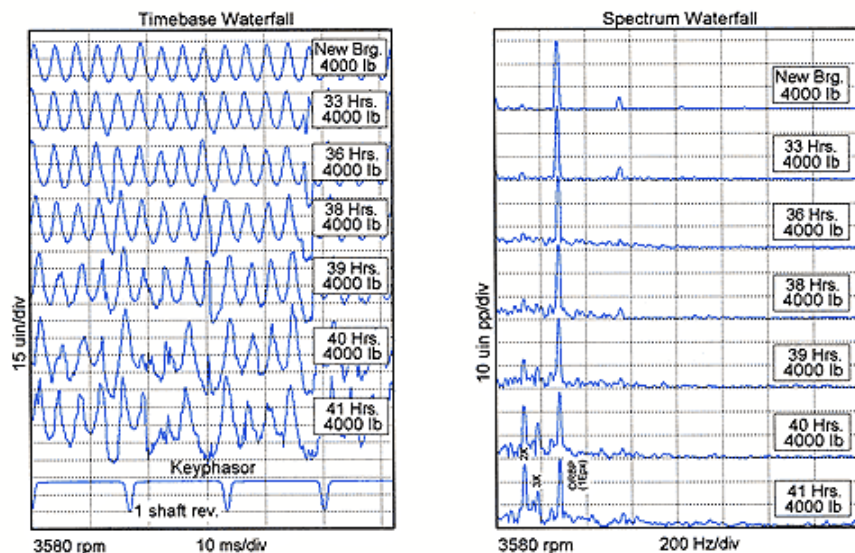 Timebase Waterfall
New Brg.
4000 lb
33 Hrs.
4000 lb
36 Hrs.
4000 lb
38 Hrs.
4000 lb
39 Hrs.
4000 lb
40 Hrs.
4000 lb
41 Hrs.
4000 lb
15 uin/div
Keyphasor
1 shaft rev.
3580 rpm
10 ms/div
Spectrum Waterfall
New Brg.
4000 lb
33 Hrs.
4000 lb
36 Hrs.
4000 lb
38 Hrs.
4000 lb
39 Hrs.
4000 lb
40 Hrs.
4000 lb
41 Hrs.
4000 lb
10 uin pp/div
2X
3X
(1Epx)
3580 rpm
200 Hz/div